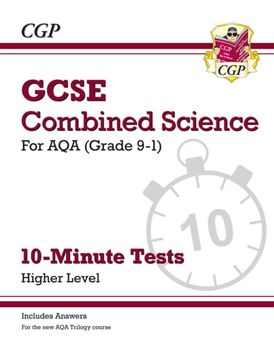 CGP
CGP
GCSE
Combined Science
For AQA (Grade 9-1)
10
10-Minute Tests
Higher Level
Includes Answers
For the new AQA Trilogy course